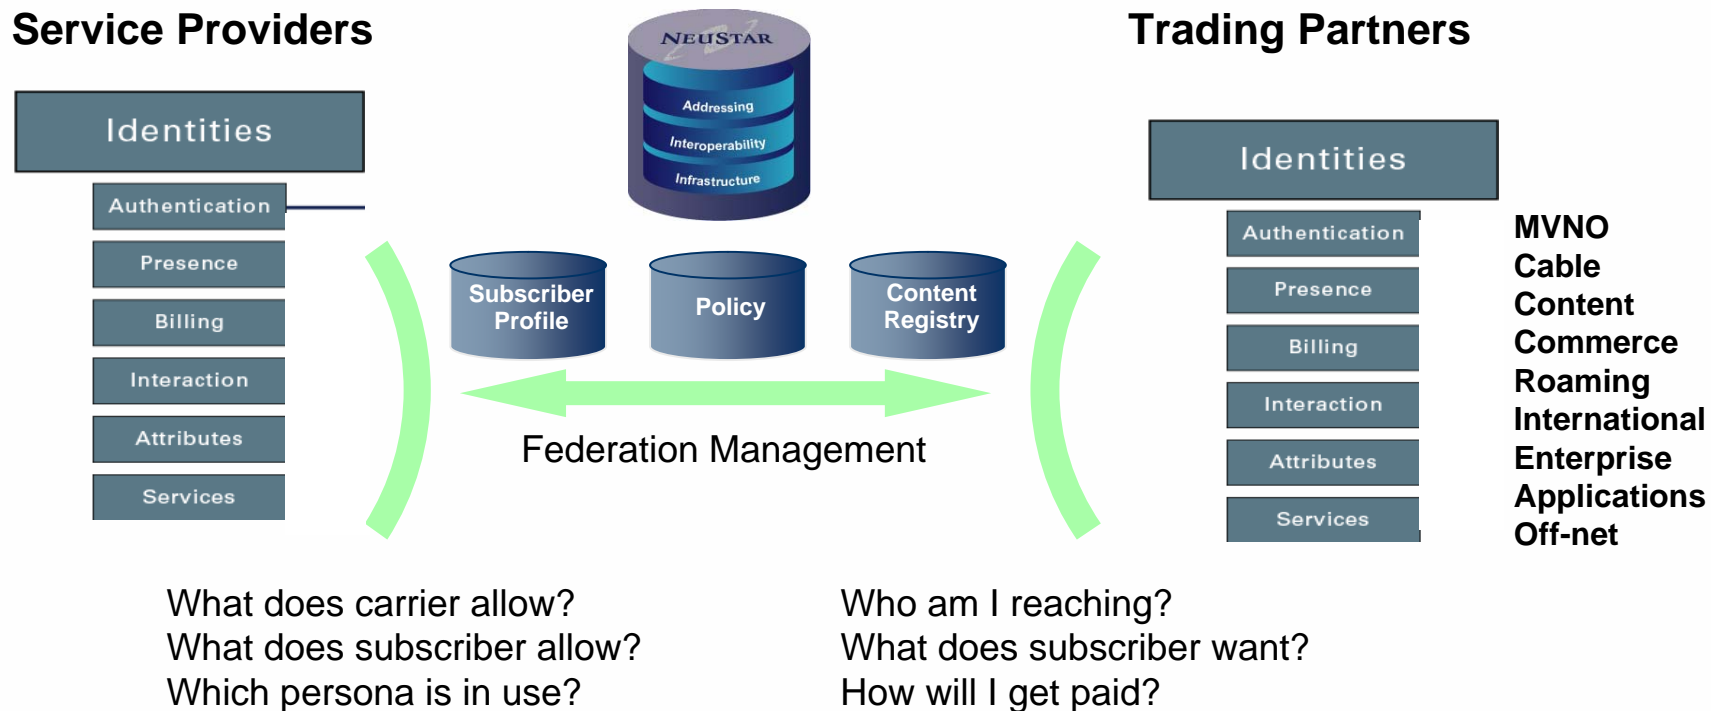 Service Providers
Identities
Authentication
Presence
Billing
Interaction
Attributes
Services
NEUSTAR
Addressing
Interoperability
Infrastructure
Subscriber
Profile
Policy
Content
Registry
Federation Management
Trading Partners
Identities
Authentication
Presence
Billing
Interaction
Attributes
Services
MVNO
Cable
Content
Commerce
Roaming
International
Enterprise
Applications
Off-net
What does carrier allow?
What does subscriber allow?
Which persona is in use?
Who am I reaching?
What does subscriber want?
How will I get paid?